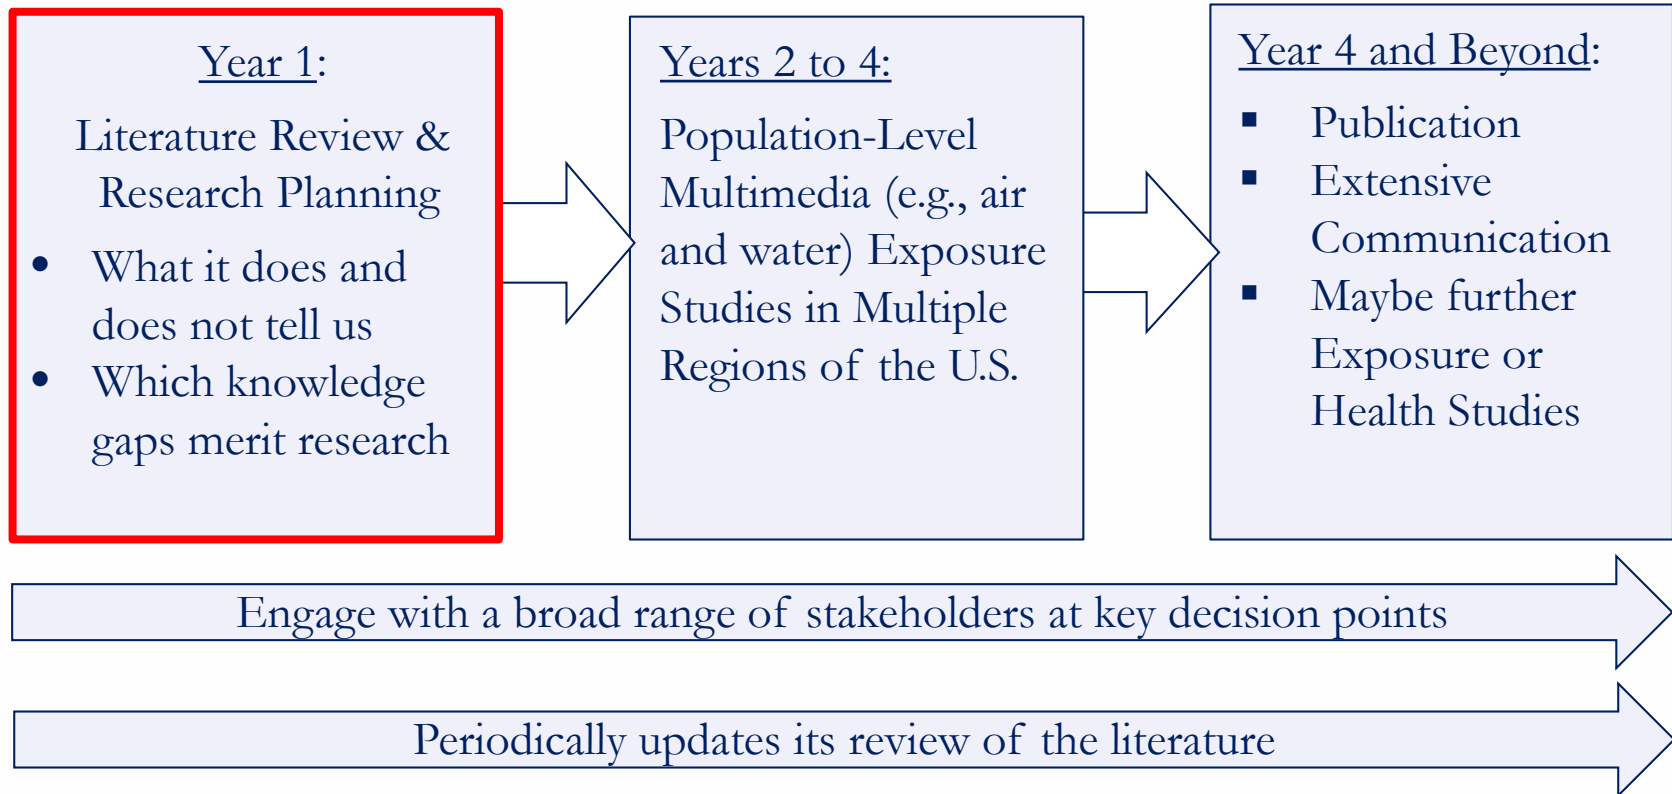 Year 1:
Literature Review &
Research Planning
• What it does and
does not tell us
• Which knowledge
gaps merit research
Years 2 to 4:
Population-Level
Multimedia (e.g., air
and water) Exposure
Studies in Multiple
Regions of the U.S.
Year 4 and Beyond:
▪ Publication
▪ Extensive
Communication
▪ Maybe further
Exposure or
Health Studies
Engage with a broad range of stakeholders at key decision points
Periodically updates its review of the literature